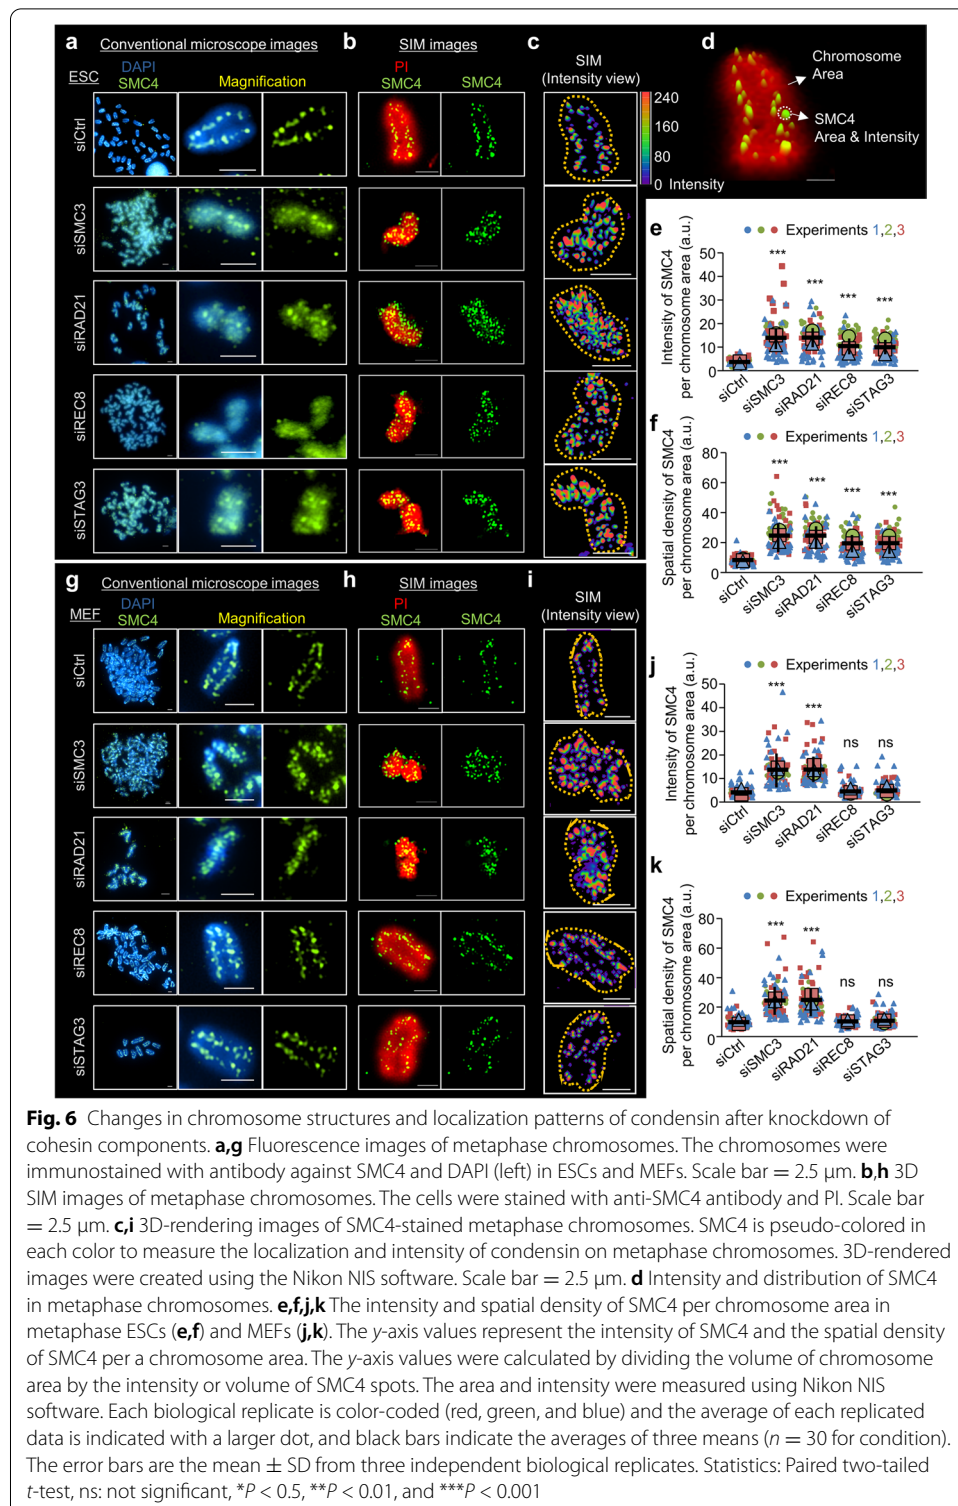 a Conventional microscope images
b SIM images
c SIM
(Intensity view)
d
ESC
DAPI
SMC4
Magnification
PI
SMC4
SMC4
240
160
80
0 Intensity
Chromosome
Area
SMC4
Area & Intensity
siCtrl
siSMC3
siRAD21
siREC8
siSTAG3
e
Experiments 1,2,3
Intensity of SMC4
per chromosome area (a.u.)
50
40
30
20
10
0
***
***
***
***
siCtrl
siSMC3
siRAD21
siREC8
siSTAG3
f
Experiments 1,2,3
Spatial density of SMC4
per chromosome area (a.u.)
80
60
40
20
0
***
***
***
***
siCtrl
siSMC3
siRAD21
siREC8
siSTAG3
g Conventional microscope images
h SIM images
i SIM
(Intensity view)
MEF
DAPI
SMC4
Magnification
PI
SMC4
SMC4
siCtrl
siSMC3
siRAD21
siREC8
siSTAG3
j
Experiments 1,2,3
Intensity of SMC4
per chromosome area (a.u.)
50
40
30
20
10
0
***
***
ns
ns
siCtrl
siSMC3
siRAD21
siREC8
siSTAG3
k
Experiments 1,2,3
Spatial density of SMC4
per chromosome area (a.u.)
80
60
40
20
0
***
***
ns
ns
siCtrl
siSMC3
siRAD21
siREC8
siSTAG3
Fig. 6 Changes in chromosome structures and localization patterns of condensin after knockdown of
cohesin components. a,g Fluorescence images of metaphase chromosomes. The chromosomes were
immunostained with antibody against SMC4 and DAPI (left) in ESCs and MEFs. Scale bar = 2.5 μm. b,h 3D
SIM images of metaphase chromosomes. The cells were stained with anti-SMC4 antibody and PI. Scale bar
= 2.5 μm. c,i 3D-rendering images of SMC4-stained metaphase chromosomes. SMC4 is pseudo-colored in
each color to measure the localization and intensity of condensin on metaphase chromosomes. 3D-rendered
images were created using the Nikon NIS software. Scale bar = 2.5 μm. d Intensity and distribution of SMC4
in metaphase chromosomes. e,f,j,k The intensity and spatial density of SMC4 per chromosome area in
metaphase ESCs (e,f) and MEFs (j,k). The y-axis values represent the intensity of SMC4 and the spatial density
of SMC4 per a chromosome area. The y-axis values were calculated by dividing the volume of chromosome
area by the intensity or volume of SMC4 spots. The area and intensity were measured using Nikon NIS
software. Each biological replicate is color-coded (red, green, and blue) and the average of each replicated
data is indicated with a larger dot, and black bars indicate the averages of three means (n = 30 for condition).
The error bars are the mean ± SD from three independent biological replicates. Statistics: Paired two-tailed
t-test, ns: not significant, *P < 0.5, **P < 0.01, and ***P < 0.001